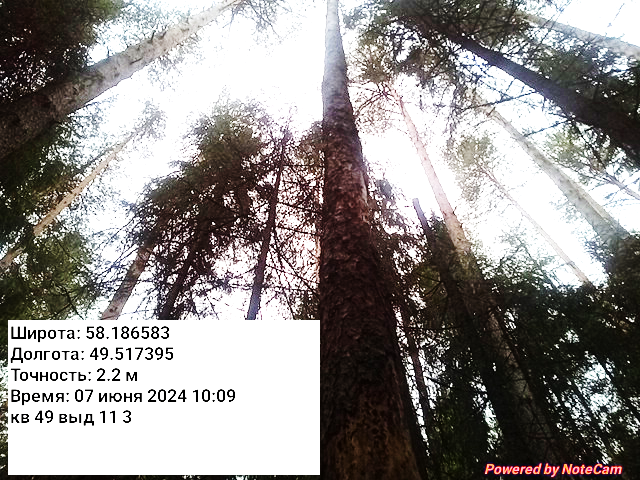 Широта: 58.186583
Долгота: 49.517395
Точность: 2.2 м
Время: 07 июня 2024 10:09
кв 49 выд 11 3
Powered by NoteCam